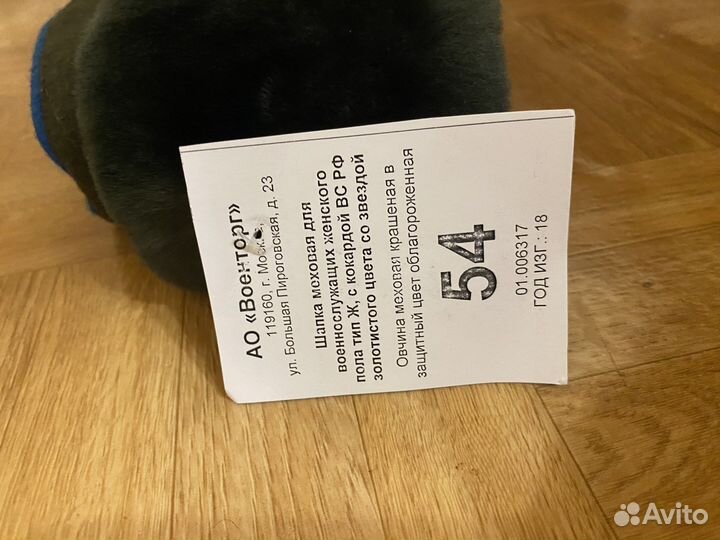 АО «Военторг»
119160, г. Москва,
ул. Большая Пироговская, д. 23
Шапка меховая для
военнослужащих женского
пола тип Ж, с кокардой ВС РФ
золотистого цвета со звездой
Овчина меховая крашеная в
защитный цвет облагороженная
54
01.006317
ГОД ИЗГ.: 18
Avito